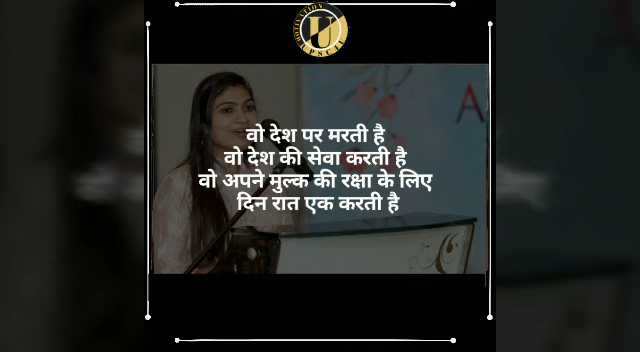 U
वो देश पर मरती है
वो देश की सेवा करती है
वो अपने मुल्क की रक्षा के लिए
दिन रात एक करती है
A